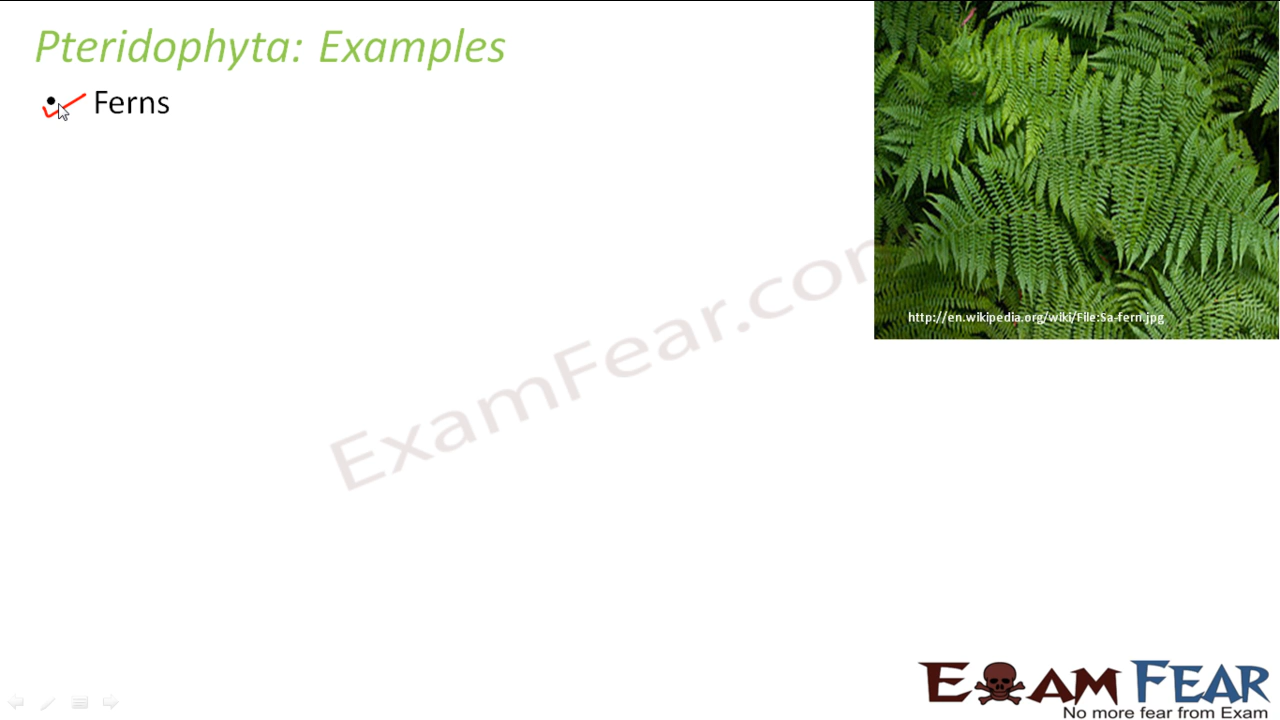 Pteridophyta: Examples
• Ferns
http://en.wikipedia.org/wiki/File:Sa-fern.jpg
ExamFear.com
EXAM FEAR
No more fear from Exam